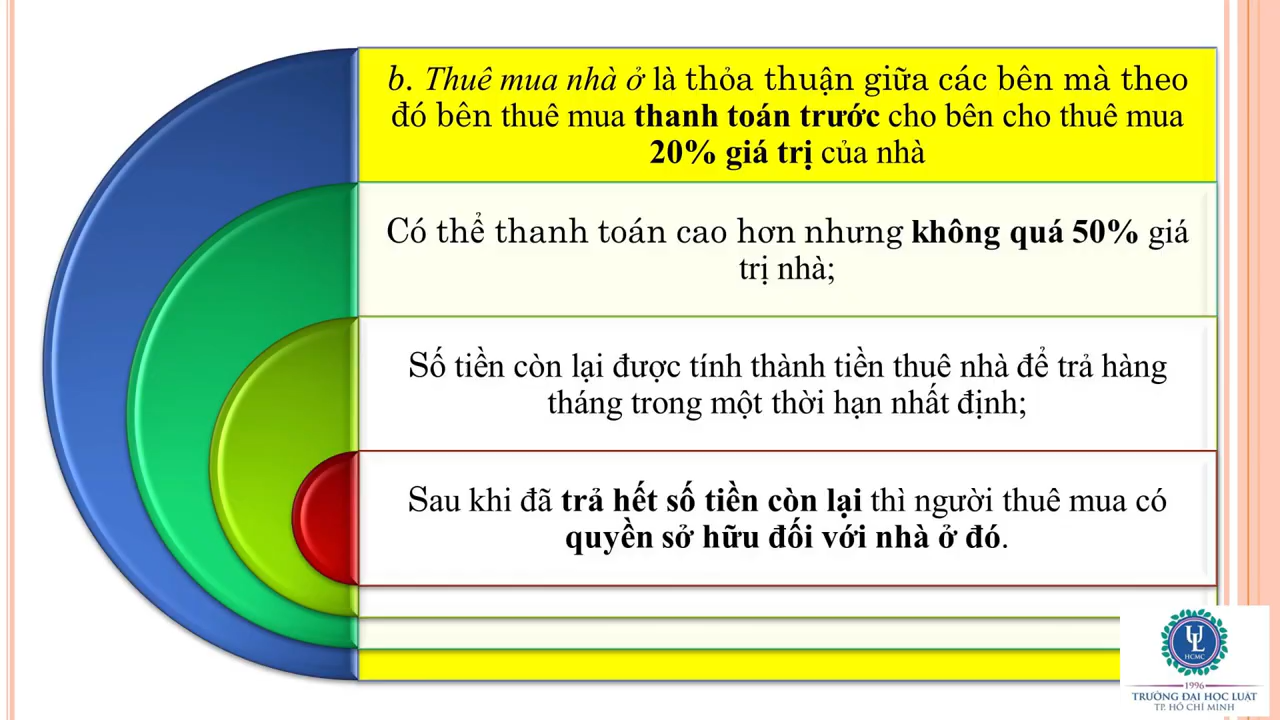 b. Thuê mua nhà ở là thỏa thuận giữa các bên mà theo
đó bên thuê mua thanh toán trước cho bên cho thuê mua
20% giá trị của nhà
Có thể thanh toán cao hơn nhưng không quá 50% giá
trị nhà;
Số tiền còn lại được tính thành tiền thuê nhà để trả hàng
tháng trong một thời hạn nhất định;
Sau khi đã trả hết số tiền còn lại thì người thuê mua có
quyền sở hữu đối với nhà ở đó.
UL
HCMC
1996
TRƯỜNG ĐẠI HỌC LUẬT
TP. HỒ CHÍ MINH